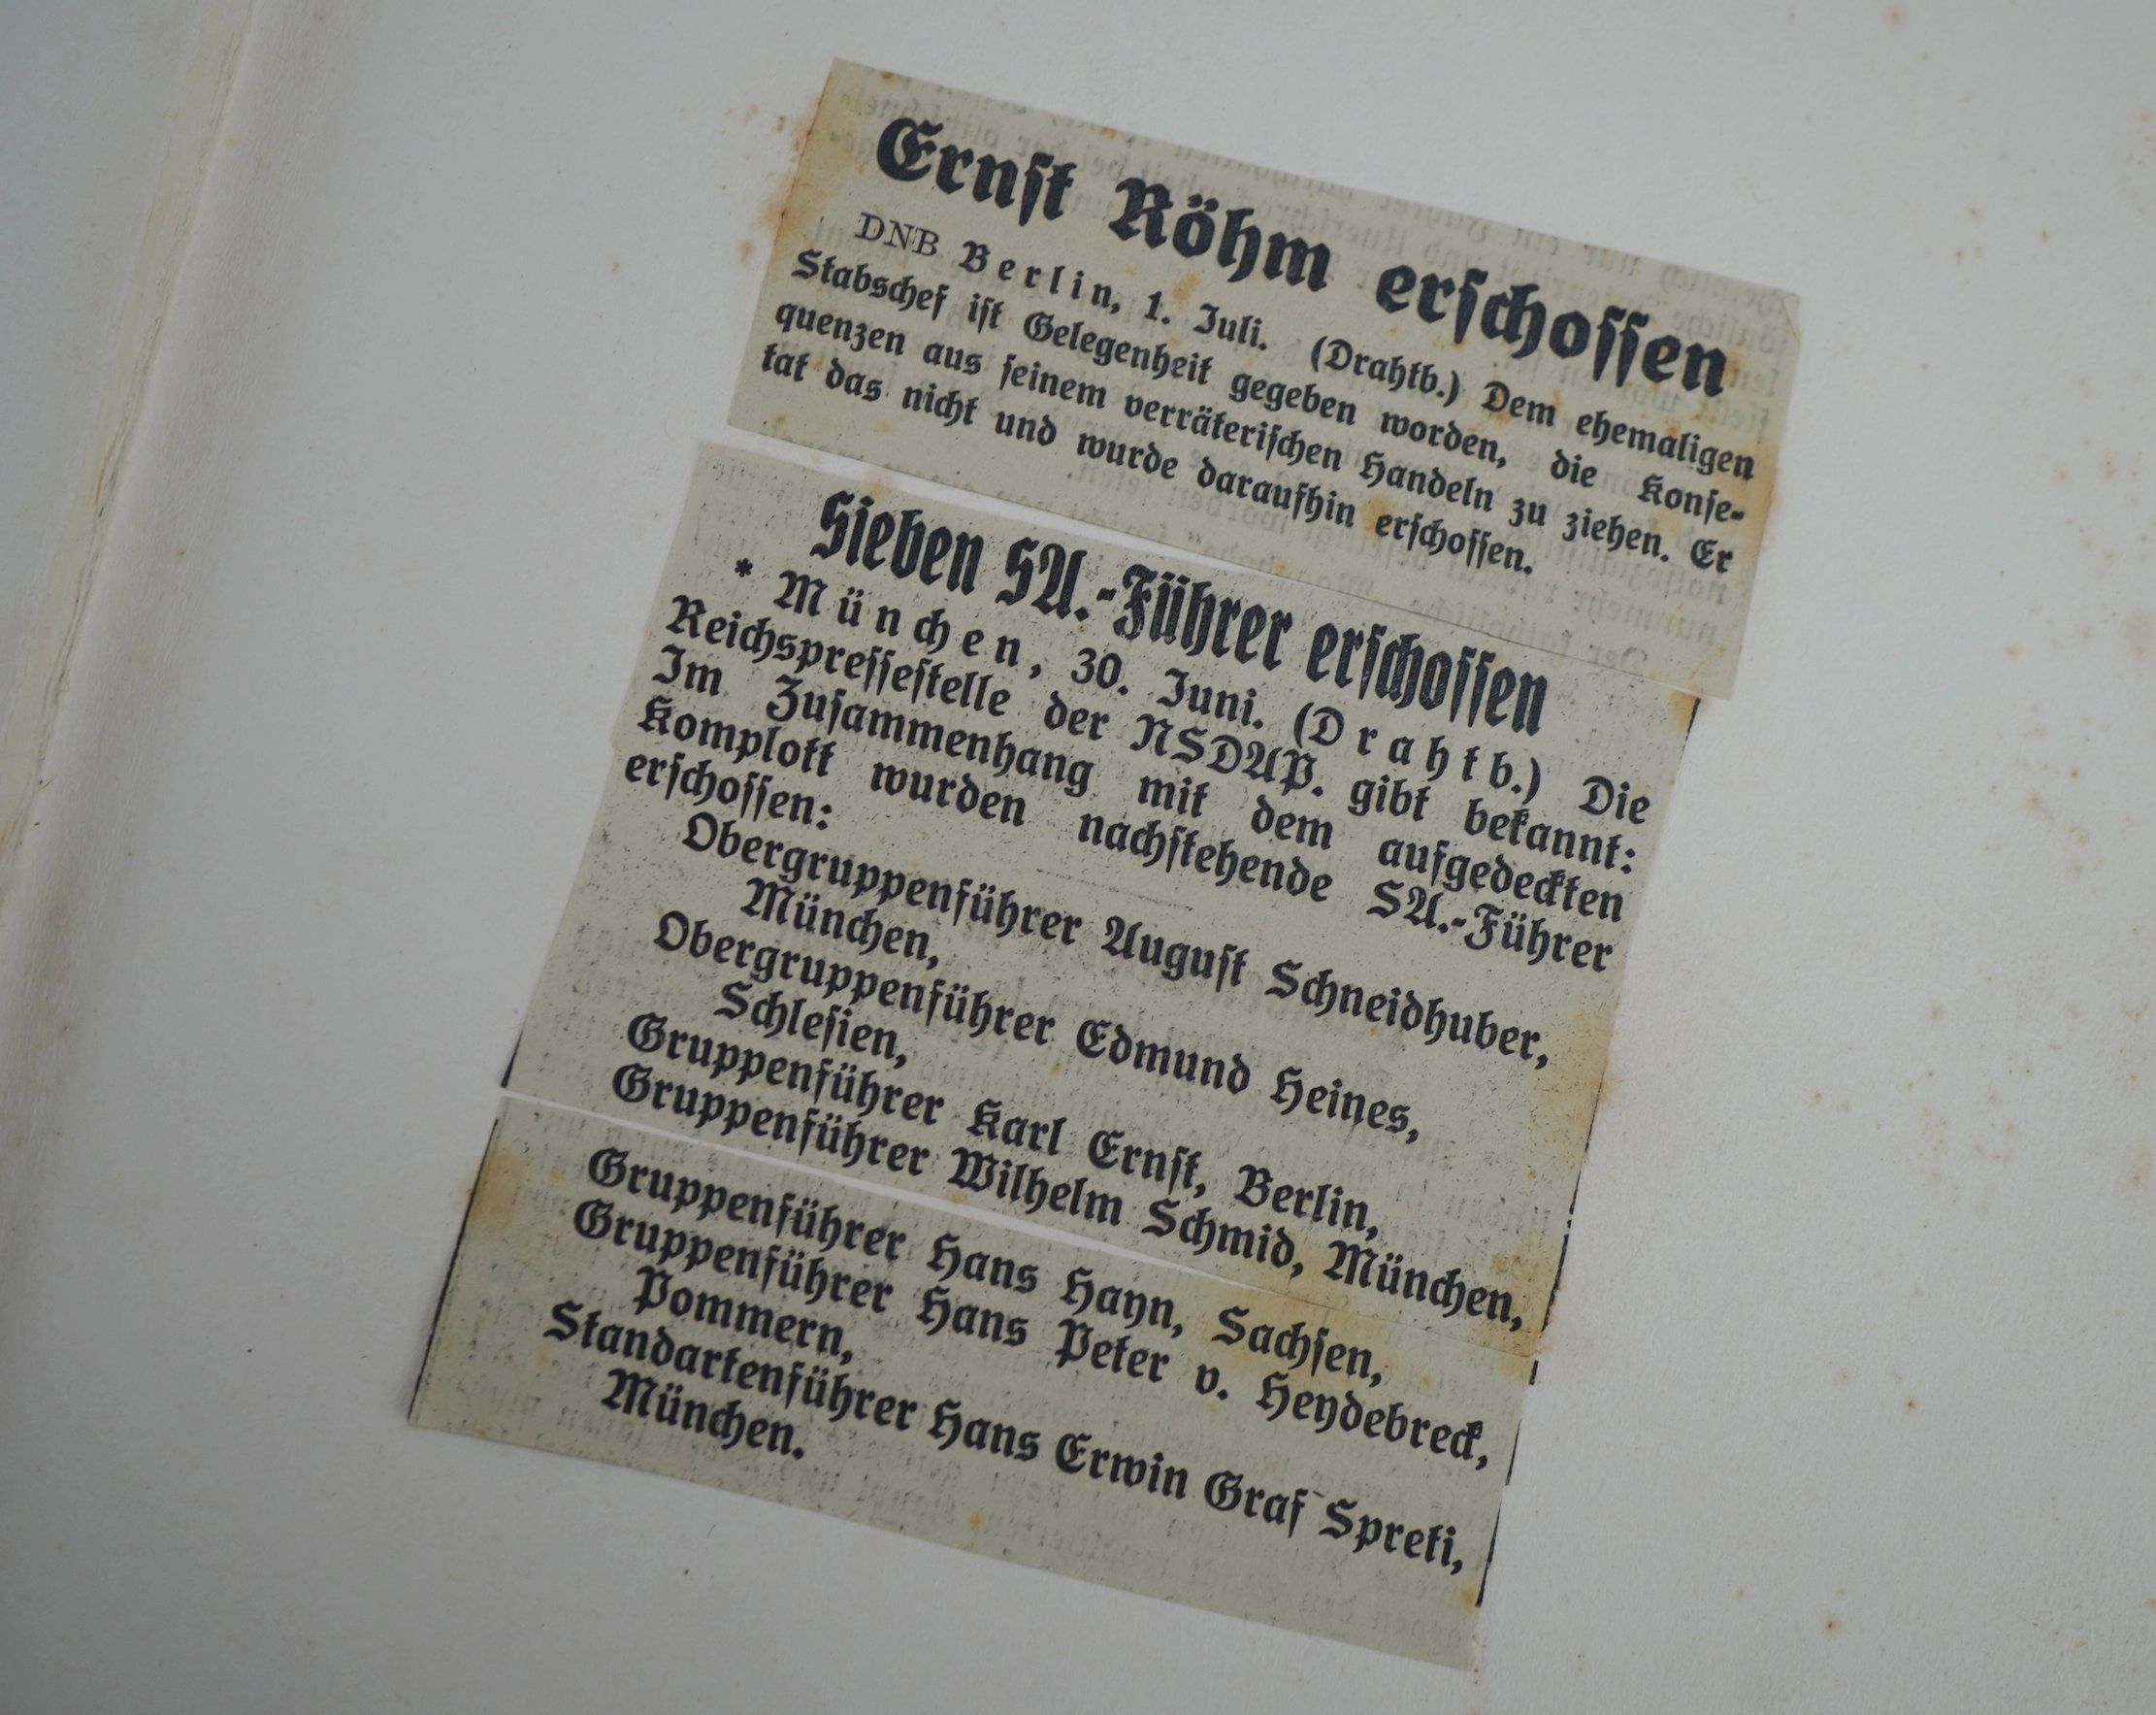 Ernst Röhm erschossen
DNB Berlin, 1. Juli. (Drahtb.) Dem ehemaligen
Stabschef ist Gelegenheit gegeben worden, die Konse-
quenzen aus seinem verräterischen Handeln zu ziehen. Er
tat das nicht und wurde daraufhin erschossen.
Sieben SA.-Führer erschossen
* München, 30. Juni. (Drahtb.) Die
Reichspressestelle der NSDAP. gibt bekannt:
Im Zusammenhang mit dem aufgedeckten
Komplott wurden nachstehende SA.-Führer
erschossen:
Obergruppenführer August Schneidhuber,
München,
Obergruppenführer Edmund Heines,
Schlesien,
Gruppenführer Karl Ernst, Berlin,
Gruppenführer Wilhelm Schmid, München,
Gruppenführer Hans Hayn, Sachsen,
Gruppenführer Hans Peter v. Heydebreck,
Pommern,
Standartenführer Hans Erwin Graf Spreti,
München.